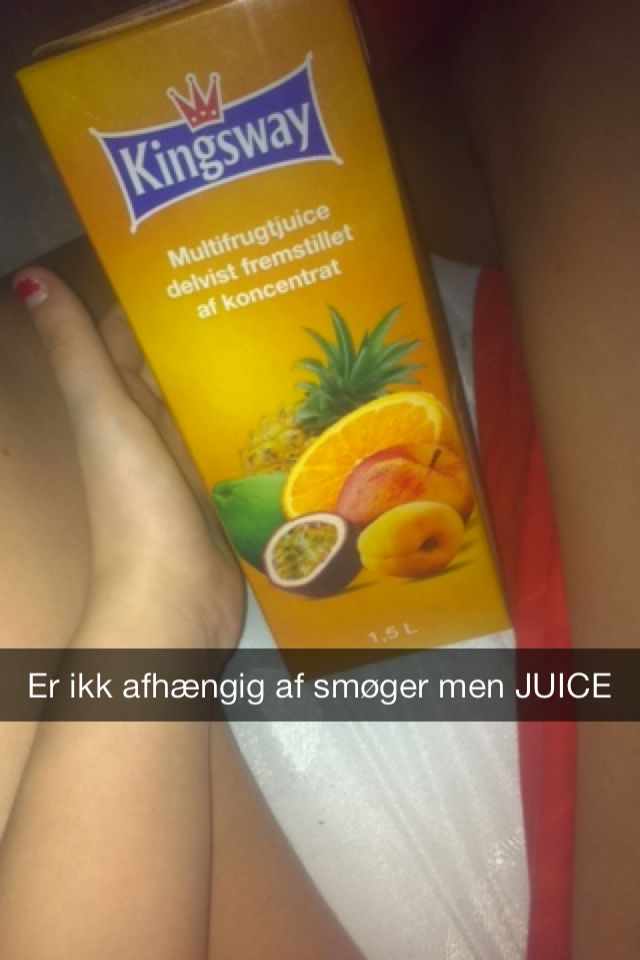 Kingsway
Multifrugtjuice
delvist fremstillet
af koncentrat
1,5 L
Er ikk afhængig af smøger men JUICE